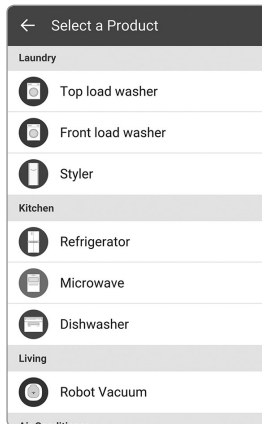 Select a Product
Laundry
Top load washer
Front load washer
Styler
Kitchen
Refrigerator
Microwave
Dishwasher
Living
Robot Vacuum